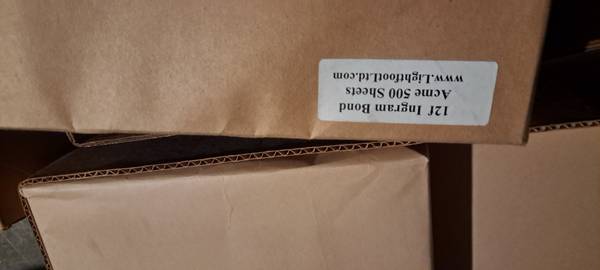 12f Ingram Bond
Acme 500 Sheets
www.LightfootLtd.com